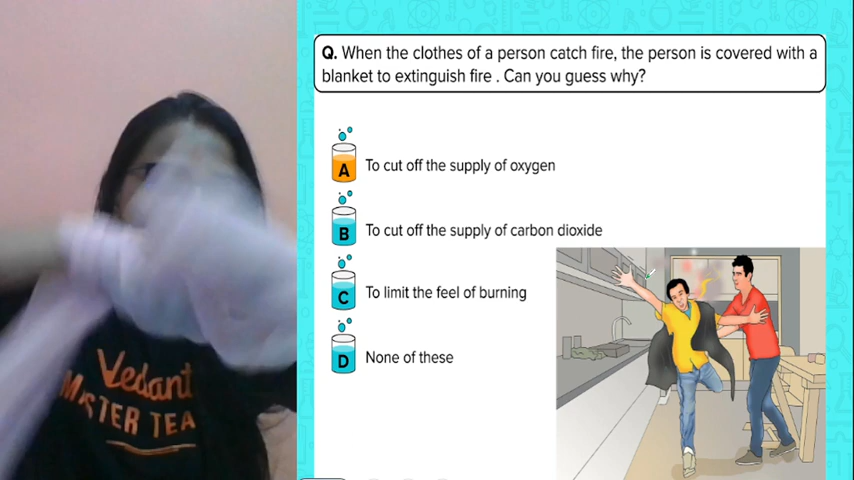 Q. When the clothes of a person catch fire, the person is covered with a
blanket to extinguish fire . Can you guess why?
A To cut off the supply of oxygen
B To cut off the supply of carbon dioxide
C To limit the feel of burning
D None of these
Vedant
MASTER TEA